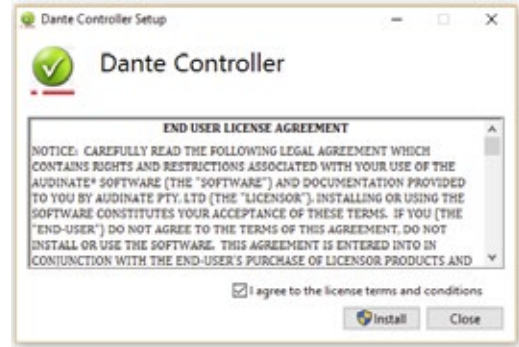 Dante Controller Setup
Dante Controller
END USER LICENSE AGREEMENT
NOTICE: CAREFULLY READ THE FOLLOWING LEGAL AGREEMENT WHICH
CONTAINS RIGHTS AND RESTRICTIONS ASSOCIATED WITH YOUR USE OF THE
AUDINATE® SOFTWARE (THE "SOFTWARE") AND DOCUMENTATION PROVIDED
TO YOU BY AUDINATE PTY. LTD (THE "LICENSOR"). INSTALLING OR USING THE
SOFTWARE CONSTITUTES YOUR ACCEPTANCE OF THESE TERMS. IF YOU (THE
"END-USER") DO NOT AGREE TO THE TERMS OF THIS AGREEMENT, DO NOT
INSTALL OR USE THE SOFTWARE. THIS AGREEMENT IS ENTERED INTO IN
CONJUNCTION WITH THE END-USER'S PURCHASE OF LICENSOR PRODUCTS AND
I agree to the license terms and conditions
Install Close